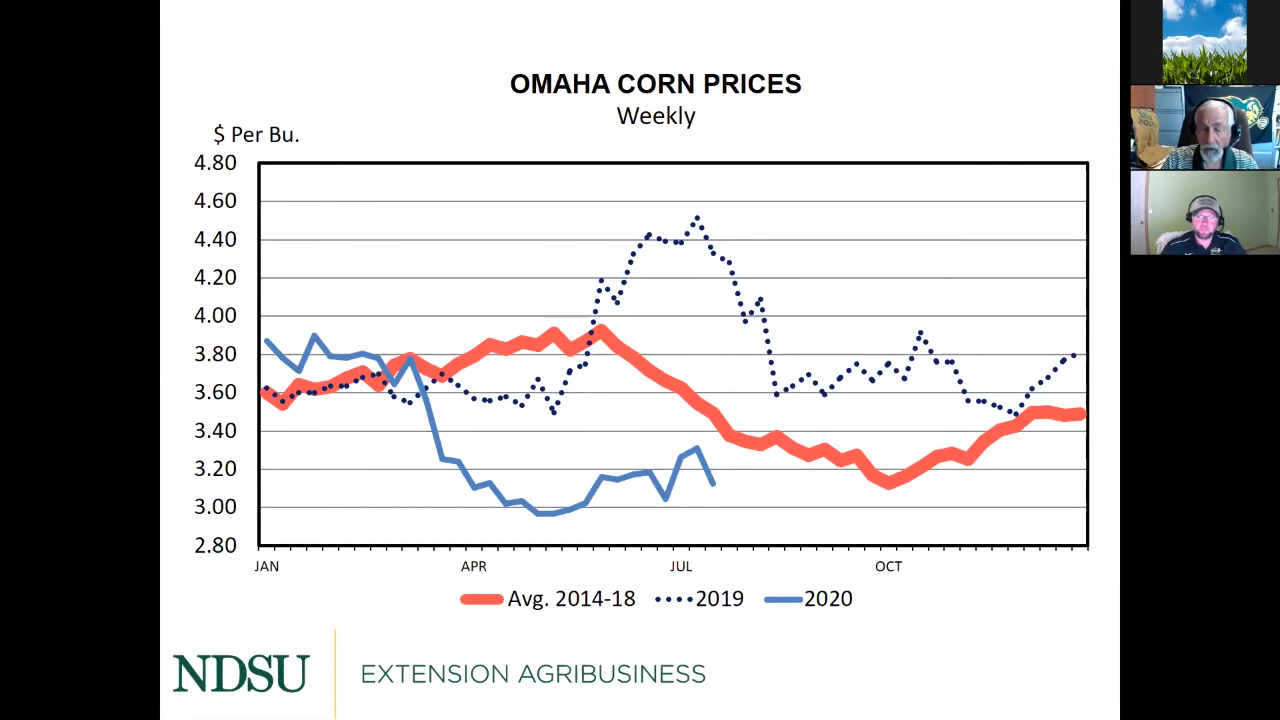 OMAHA CORN PRICES
Weekly
$ Per Bu.
4.80
4.60
4.40
4.20
4.00
3.80
3.60
3.40
3.20
3.00
2.80
JAN APR JUL OCT
Avg. 2014-18 2019 2020
NDSU EXTENSION AGRIBUSINESS